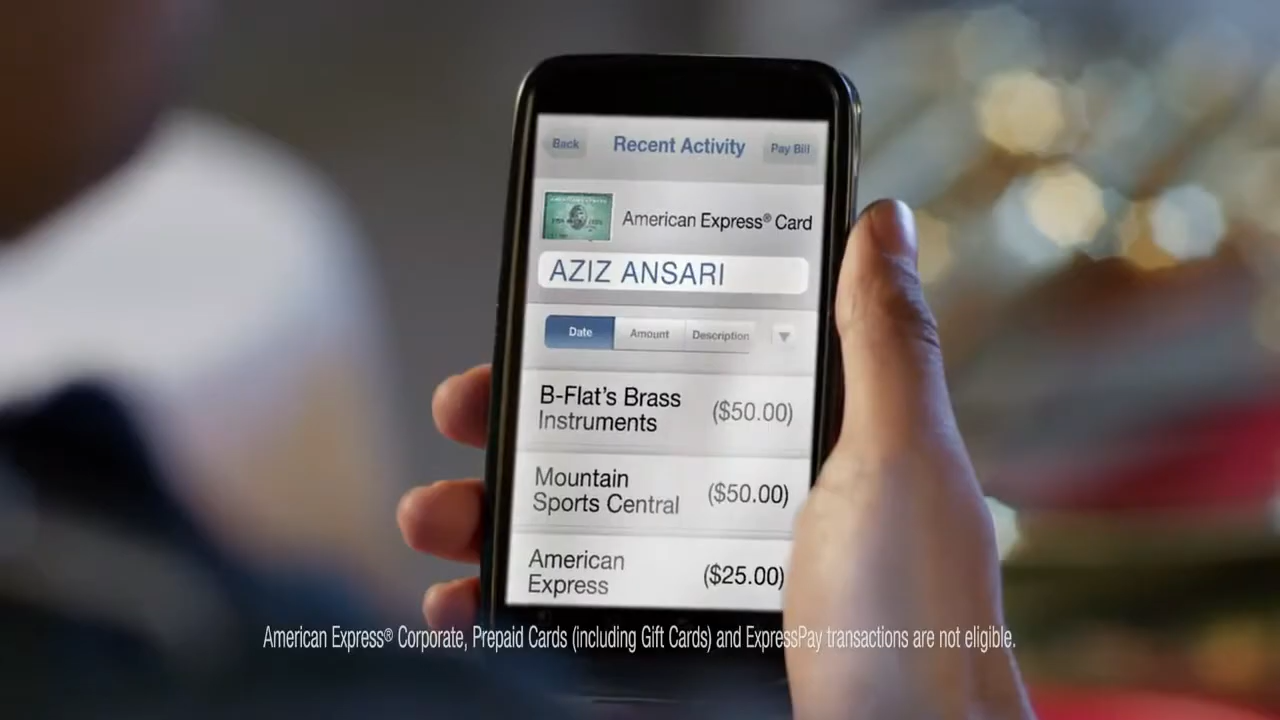 Back Recent Activity Pay Bill
American Express® Card
AZIZ ANSARI
Date Amount Description
B-Flat's Brass
Instruments
($50.00)
Mountain
Sports Central
($50.00)
American
Express
($25.00)
American Express® Corporate, Prepaid Cards (including Gift Cards) and ExpressPay transactions are not eligible.